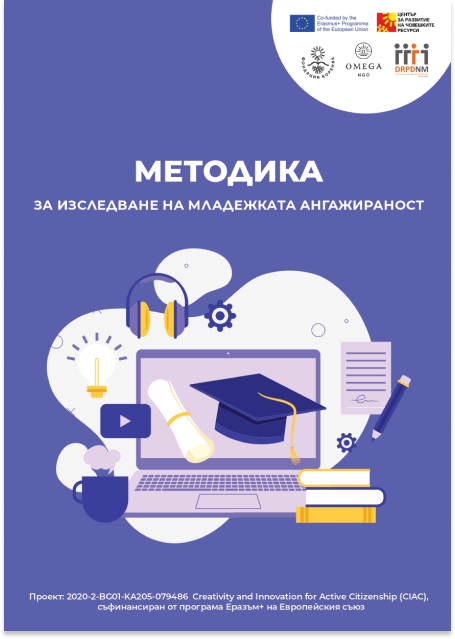 Co-funded by the
Erasmus+ Programme
of the European Union
ЦЕНТЪР
ЗА РАЗВИТИЕ
НА ЧОВЕШКИТЕ
РЕСУРСИ
ФОНДАЦИЯ КОРЕНЯК
OMEGA
NGO
DRPDNM
МЕТОДИКА
ЗА ИЗСЛЕДВАНЕ НА МЛАДЕЖКАТА АНГАЖИРАНОСТ
Проект: 2020-2-BG01-KA205-079486 Creativity and Innovation for Active Citizenship (CIAC),
съфинансиран от програма Еразъм+ на Европейския съюз